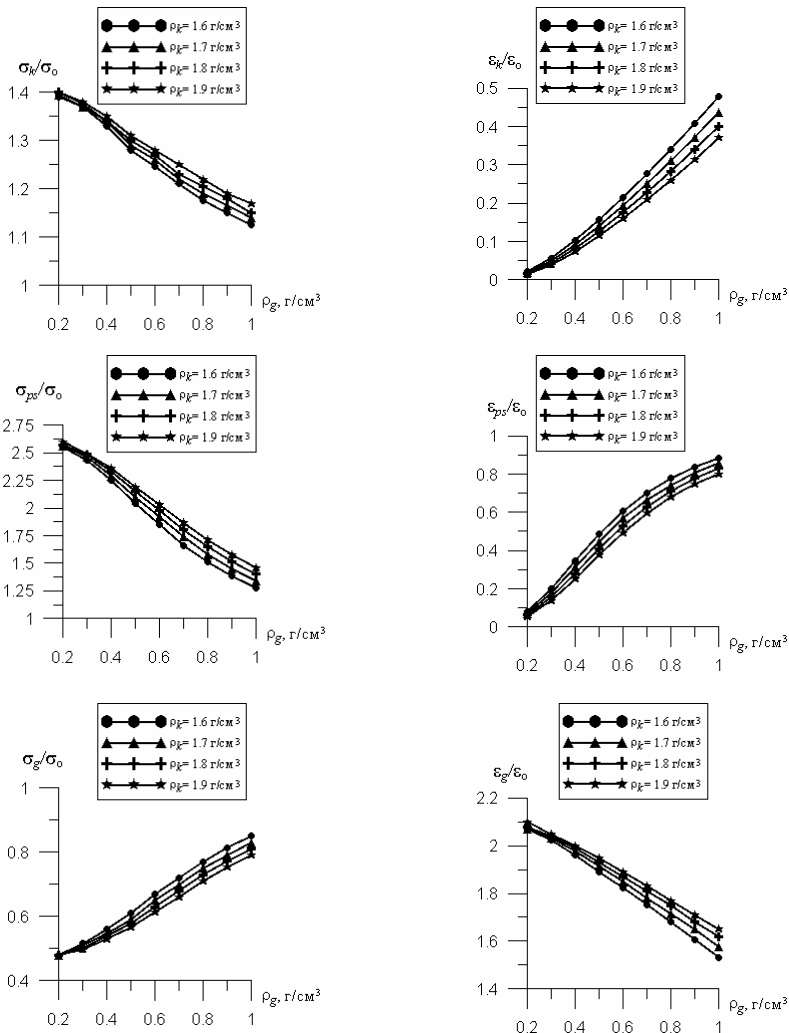 ρk= 1.6 г/см3
ρk= 1.7 г/см3
ρk= 1.8 г/см3
ρk= 1.9 г/см3
σk/σo
1.4
1.3
1.2
1.1
1
0.2 0.4 0.6 0.8 1
ρg, г/см3
ρk= 1.6 г/см3
ρk= 1.7 г/см3
ρk= 1.8 г/см3
ρk= 1.9 г/см3
εk/εo
0.5
0.4
0.3
0.2
0.1
0
0.2 0.4 0.6 0.8 1
ρg, г/см3
ρk= 1.6 г/см3
ρk= 1.7 г/см3
ρk= 1.8 г/см3
ρk= 1.9 г/см3
σps/σo
2.75
2.5
2.25
2
1.75
1.5
1.25
1
0.2 0.4 0.6 0.8 1
ρg, г/см3
ρk= 1.6 г/см3
ρk= 1.7 г/см3
ρk= 1.8 г/см3
ρk= 1.9 г/см3
εps/εo
1
0.8
0.6
0.4
0.2
0
0.2 0.4 0.6 0.8 1
ρg, г/см3
ρk= 1.6 г/см3
ρk= 1.7 г/см3
ρk= 1.8 г/см3
ρk= 1.9 г/см3
σg/σo
1
0.8
0.6
0.4
0.2 0.4 0.6 0.8 1
ρg, г/см3
ρk= 1.6 г/см3
ρk= 1.7 г/см3
ρk= 1.8 г/см3
ρk= 1.9 г/см3
εg/εo
2.2
2
1.8
1.6
1.4
0.2 0.4 0.6 0.8 1
ρg, г/см3